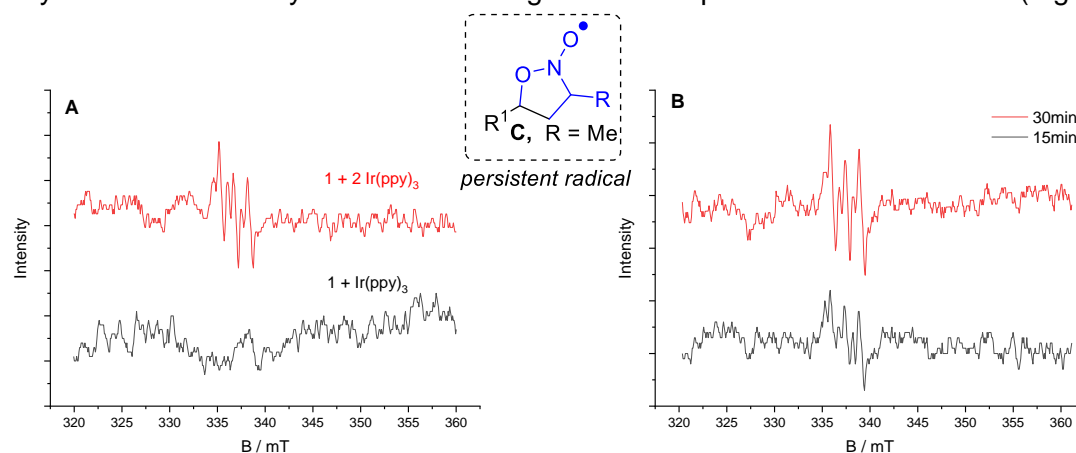 O
O
N
R
R1
C, R = Me
persistent radical
A
1 + 2 Ir(ppy)3
1 + Ir(ppy)3
Intensity
320 325 330 335 340 345 350 355 360
B / mT
B
30min
15min
Intensity
320 325 330 335 340 345 350 355 360
B / mT